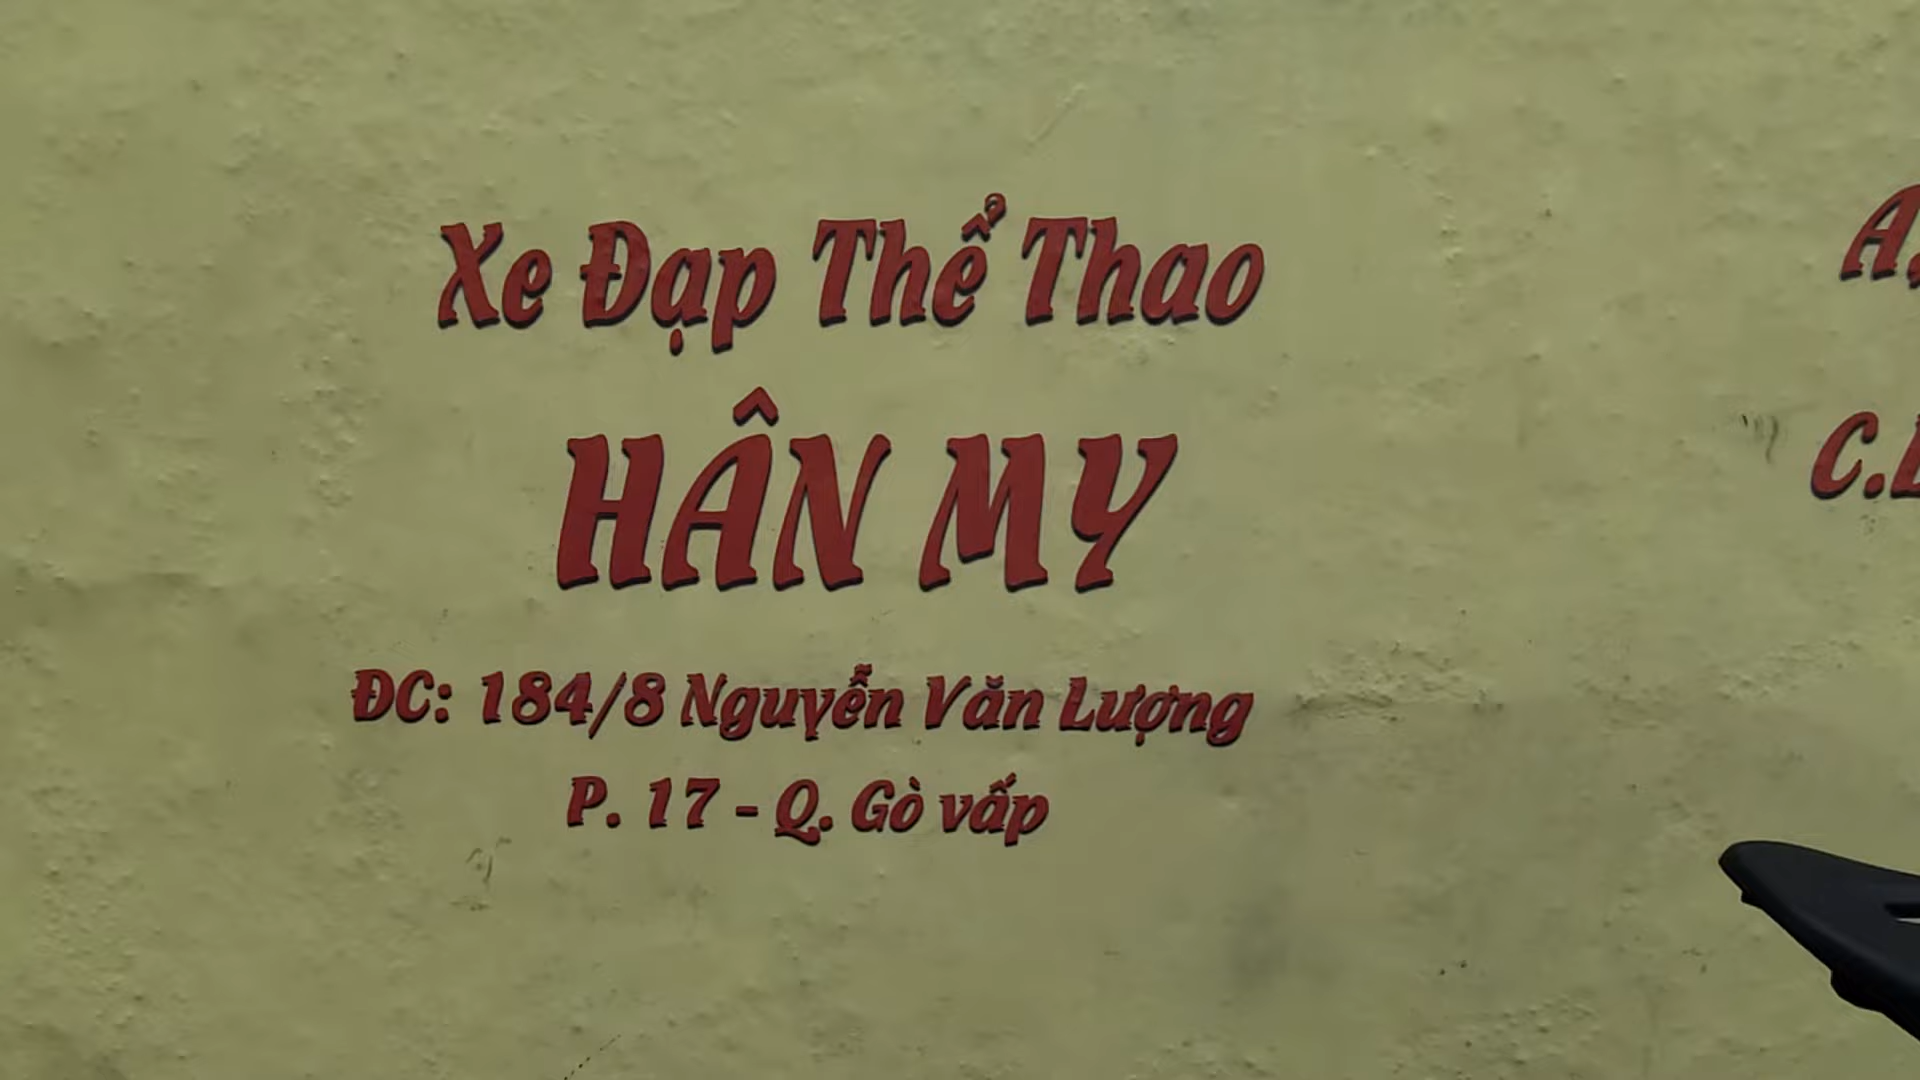 Xe Đạp Thể Thao
HÂN MY
ĐC: 184/8 Nguyễn Văn Lượng
P. 17 - Q. Gò vấp